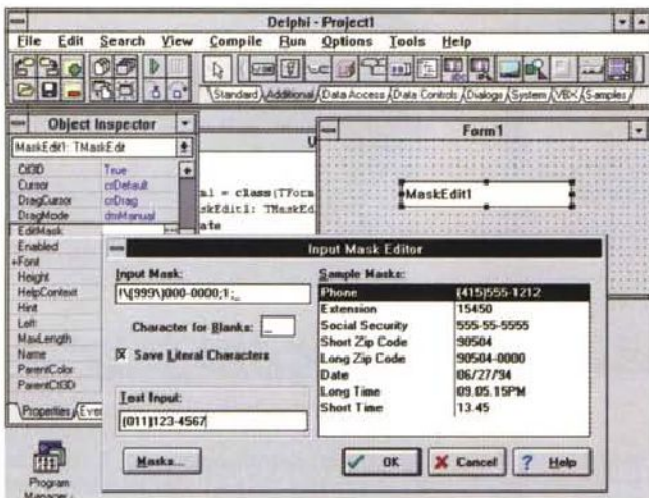 Delphi - Project1
File Edit Search View Compile Run Options Tools Help
Standard Additional Data Access Data Controls Dialogs System VBX Samples
Object Inspector
MaskEdit1: TMaskEdit
Ctl3D True
Cursor crDefault
DragCursor crDrag
DragMode dmManual
EditMask
Enabled
+Font
Height
HelpContext
Hint
Left
MaxLength
Name
ParentColor
ParentCtl3D
Properties
U
= class(TForm
skEdit1: TMaskEd
ate
Form1
MaskEdit1
Input Mask Editor
Input Mask:
!\(999\)000-0000;1;_
Character for Blanks: _
Save Literal Characters
Test Input:
(011)123-4567
Masks...
Sample Masks:
Phone (415)555-1212
Extension 15450
Social Security 555-55-5555
Short Zip Code 90504
Long Zip Code 90504-0000
Date 06/27/94
Long Time 09.05.15PM
Short Time 13.45
OK Cancel Help
Program
Manager